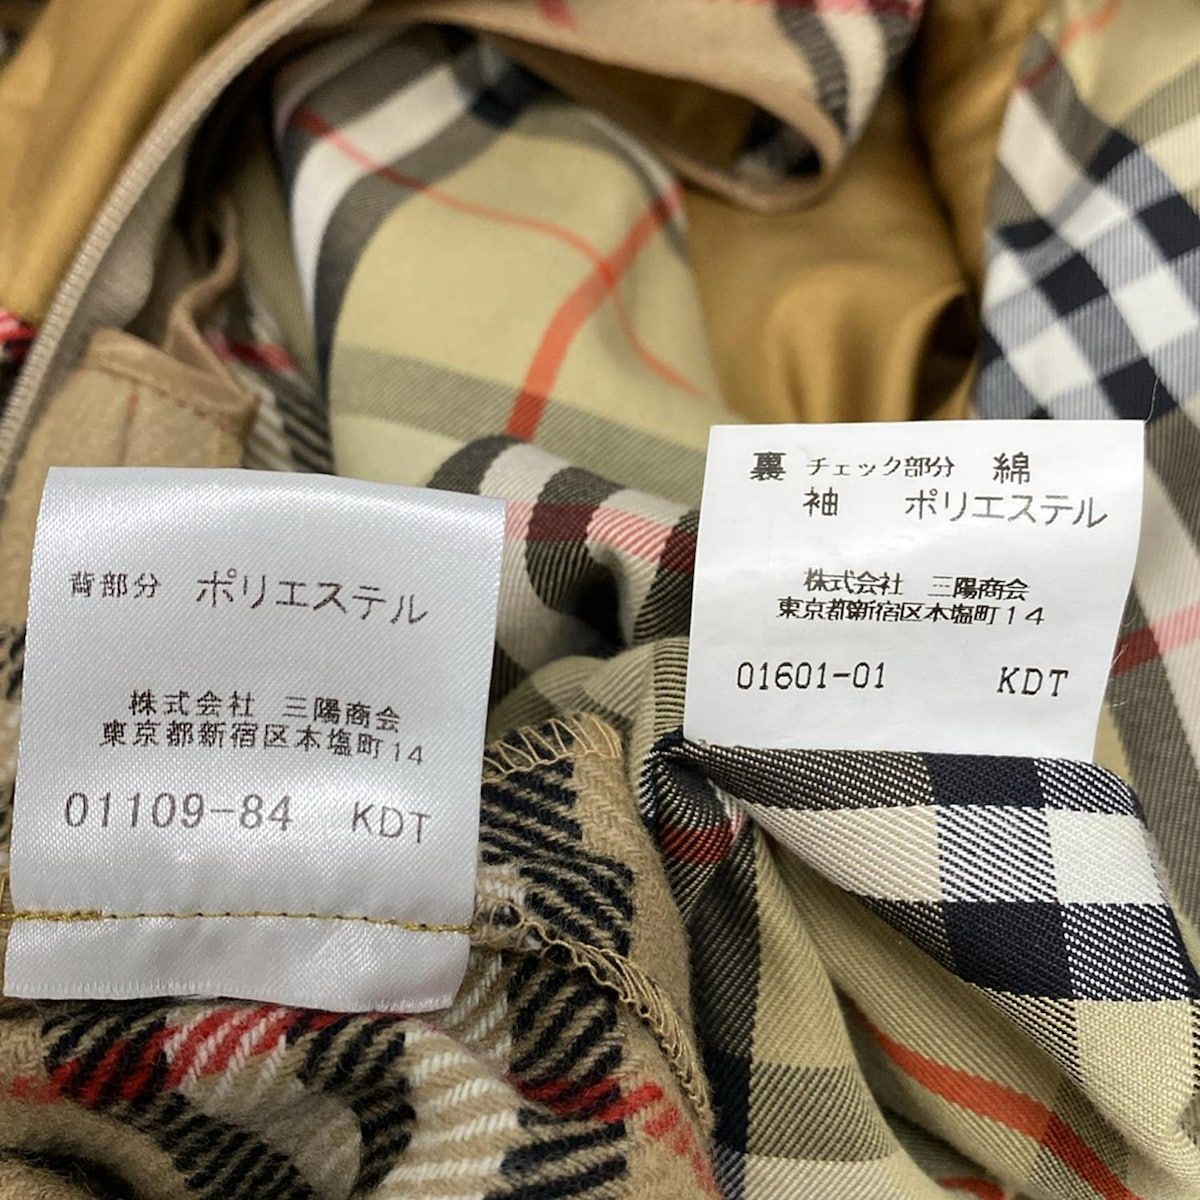 背部分 ポリエステル
株式会社 三陽商会
東京都新宿区本塩町14
01109-84 KDT
裏 チェック部分 綿
袖 ポリエステル
株式会社 三陽商会
東京都新宿区本塩町14
01601-01 KDT